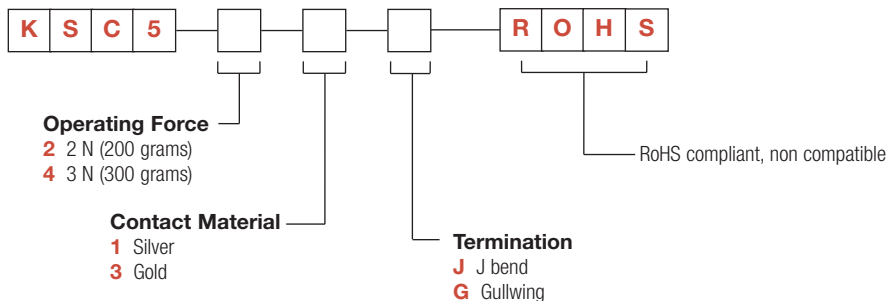 K S C 5 R O H S
Operating Force
2 2 N (200 grams)
4 3 N (300 grams)
RoHS compliant, non compatible
Contact Material
1 Silver
3 Gold
Termination
J J bend
G Gullwing